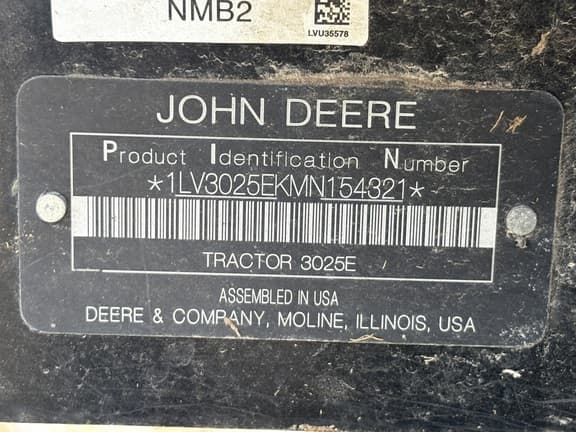 NMB2
LVU35578
JOHN DEERE
Product Identification Number
*1LV3025EKMN154321*
TRACTOR 3025E
ASSEMBLED IN USA
DEERE & COMPANY, MOLINE, ILLINOIS, USA